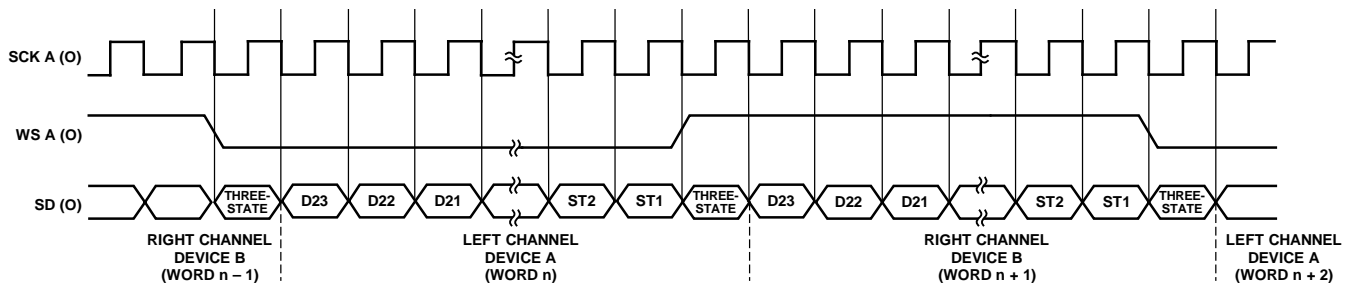 SCK A (O)
WS A (O)
SD (O)
THREE-
STATE
D23
D22
D21
ST2
ST1
THREE-
STATE
D23
D22
D21
ST2
ST1
THREE-
STATE
RIGHT CHANNEL
DEVICE B
(WORD n – 1)
LEFT CHANNEL
DEVICE A
(WORD n)
RIGHT CHANNEL
DEVICE B
(WORD n + 1)
LEFT CHANNEL
DEVICE A
(WORD n + 2)